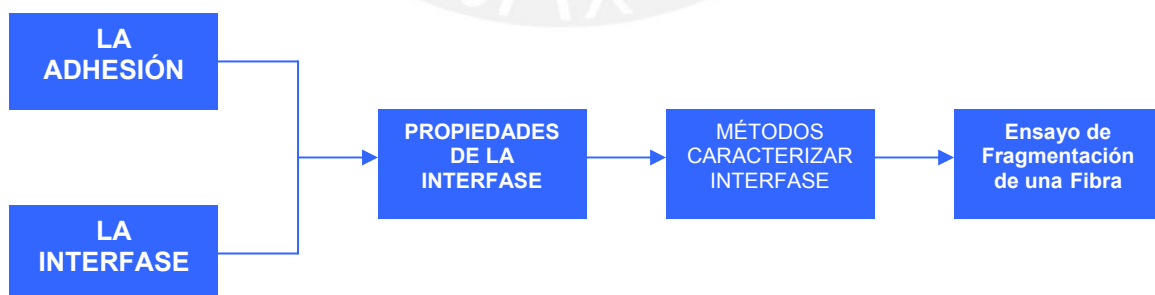 LA
ADHESIÓN
LA
INTERFASE
PROPIEDADES
DE LA
INTERFASE
MÉTODOS
CARACTERIZAR
INTERFASE
Ensayo de
Fragmentación
de una Fibra